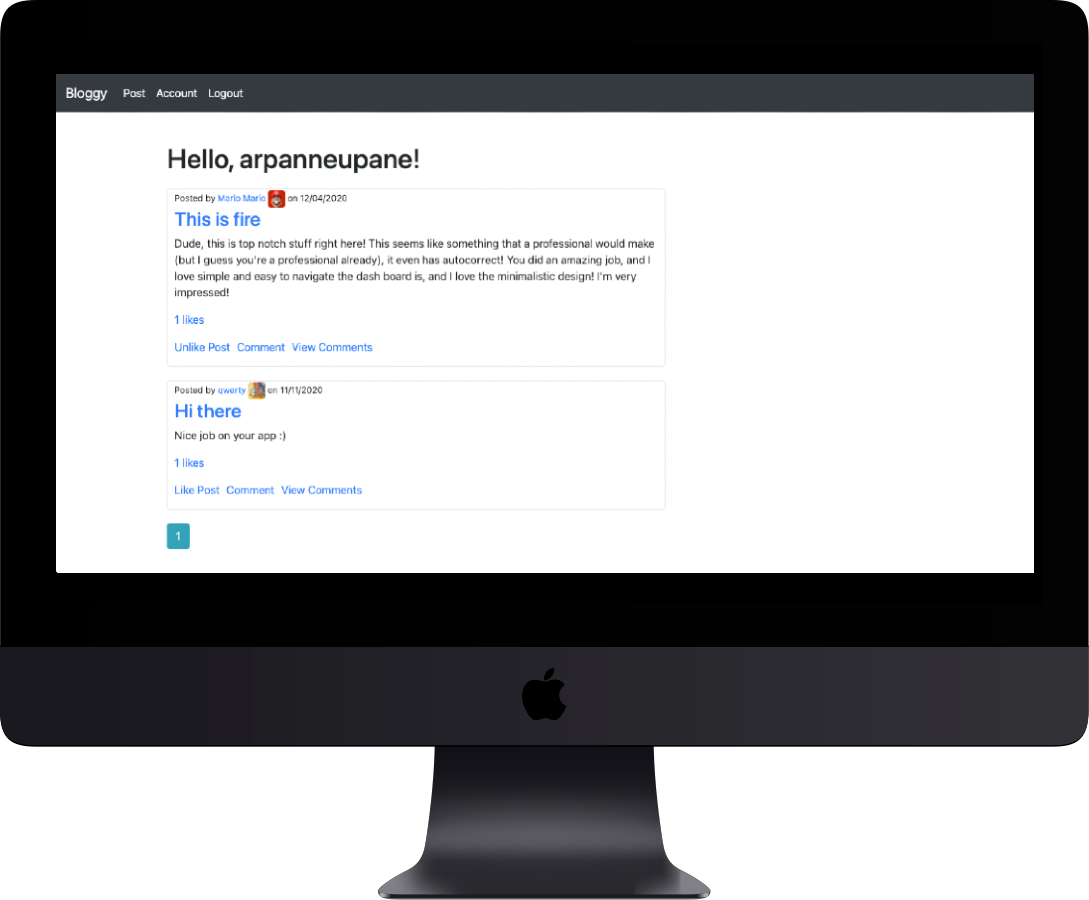 Bloggy Post Account Logout
Hello, arpanneupane!
Posted by Mario Mario on 12/04/2020
This is fire
Dude, this is top notch stuff right here! This seems like something that a professional would make
(but I guess you're a professional already), it even has autocorrect! You did an amazing job, and I
love simple and easy to navigate the dash board is, and I love the minimalistic design! I'm very
impressed!
1 likes
Unlike Post Comment View Comments
Posted by qwerty on 11/11/2020
Hi there
Nice job on your app :)
1 likes
Like Post Comment View Comments
1